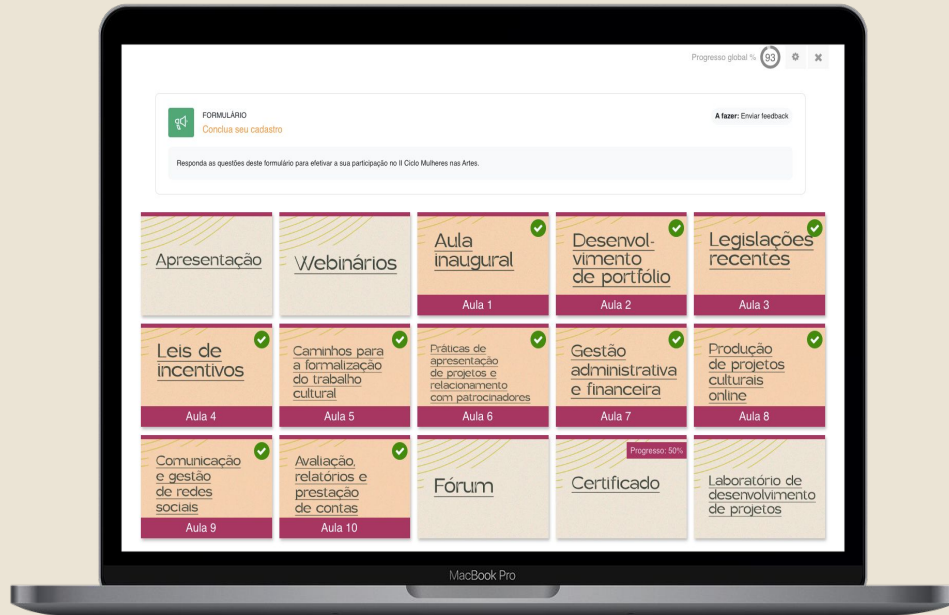 Progresso global % 93
FORMULÁRIO
Conclua seu cadastro
A fazer: Enviar feedback
Responda as questões deste formulário para efetivar a sua participação no II Ciclo Mulheres nas Artes.
Apresentação
Webinários
Aula
inaugural
Aula 1
Desenvol-
vimento
de portfólio
Aula 2
Legislações
recentes
Aula 3
Leis de
incentivos
Aula 4
Caminhos para
a formalização
do trabalho
cultural
Aula 5
Práticas de
apresentação
de projetos e
relacionamento
com patrocinadores
Aula 6
Gestão
administrativa
e financeira
Aula 7
Produção
de projetos
culturais
online
Aula 8
Comunicação
e gestão
de redes
sociais
Aula 9
Avaliação,
relatórios e
prestação
de contas
Aula 10
Fórum
Progresso: 50%
Certificado
Laboratório de
desenvolvimento
de projetos
MacBook Pro